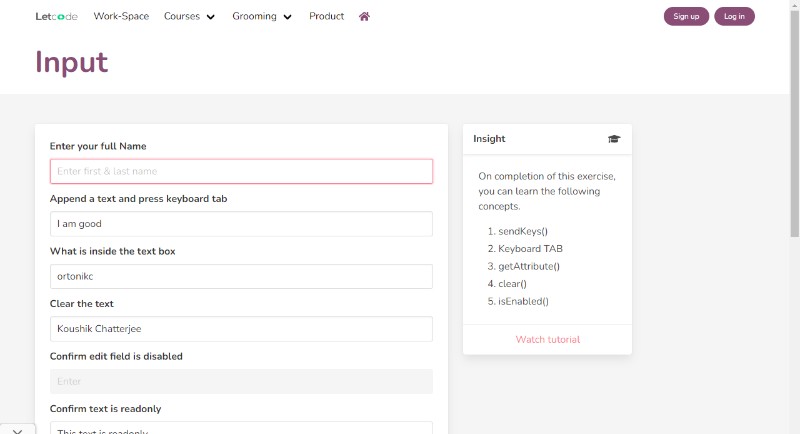 Letcode Work-Space Courses Grooming Product Sign up Log in
Input
Enter your full Name
Enter first & last name
Append a text and press keyboard tab
I am good
What is inside the text box
ortonikc
Clear the text
Koushik Chatterjee
Confirm edit field is disabled
Enter
Confirm text is readonly
This text is readonly
Insight
On completion of this exercise,
you can learn the following
concepts.
1. sendKeys()
2. Keyboard TAB
3. getAttribute()
4. clear()
5. isEnabled()
Watch tutorial